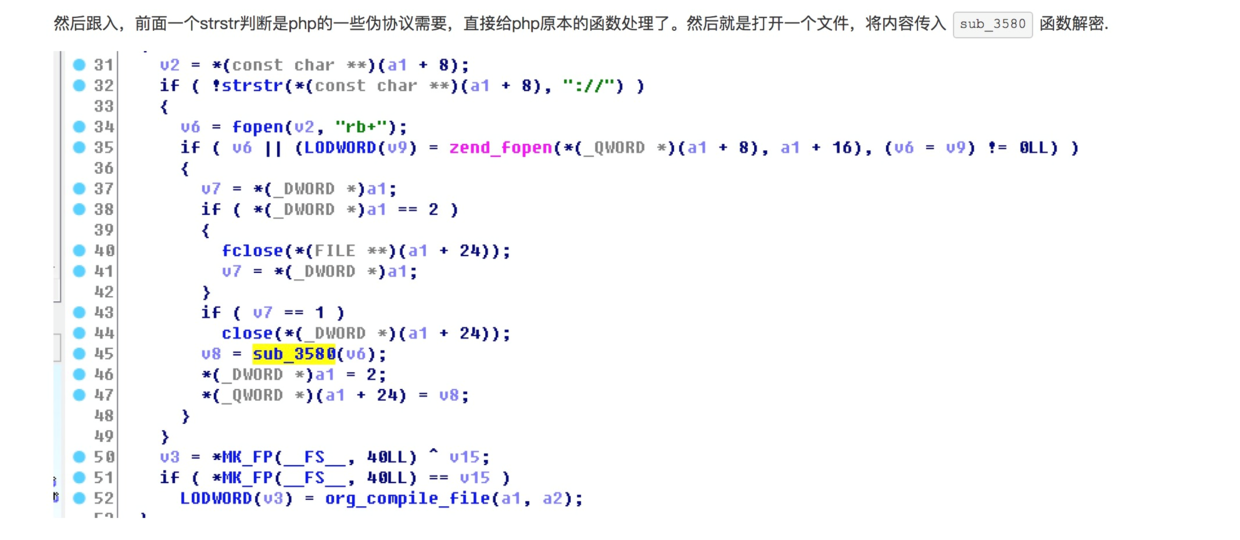 然后跟入，前面一个strstr判断是php的一些伪协议需要，直接给php原本的函数处理了。然后就是打开一个文件，将内容传入 sub_3580 函数解密.
31 v2 = *(const char **)(a1 + 8);
32 if ( !strstr(*(const char **)(a1 + 8), "://") )
33 {
34 v6 = fopen(v2, "rb+");
35 if ( v6 || (LODWORD(v9) = zend_fopen(*(_QWORD *)(a1 + 8), a1 + 16), (v6 = v9) != 0LL) )
36 {
37 v7 = *(_DWORD *)a1;
38 if ( *(_DWORD *)a1 == 2 )
39 {
40 fclose(*(FILE **)(a1 + 24));
41 v7 = *(_DWORD *)a1;
42 }
43 if ( v7 == 1 )
44 close(*(_DWORD *)(a1 + 24));
45 v8 = sub_3580(v6);
46 *(_DWORD *)a1 = 2;
47 *(_QWORD *)(a1 + 24) = v8;
48 }
49 }
50 v3 = *MK_FP(__FS__, 40LL) ^ v15;
51 if ( *MK_FP(__FS__, 40LL) == v15 )
52 LODWORD(v3) = org_compile_file(a1, a2);